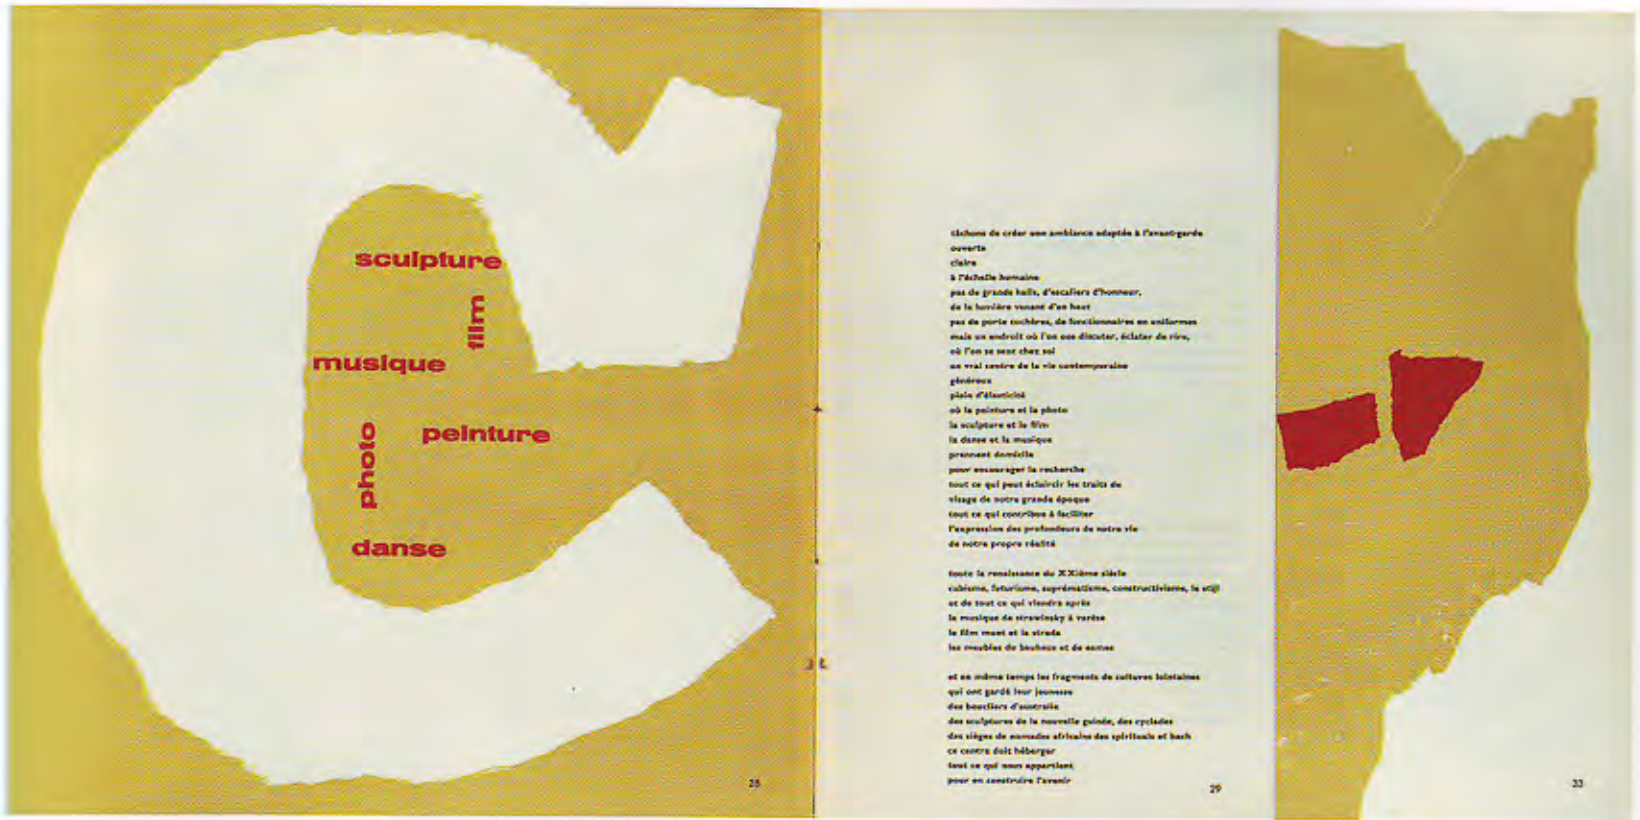 sculpture
film
musique
peinture
photo
danse
25
tâchons de créer une ambiance adaptée à l'avant-garde
ouverte
claire
à l'échelle humaine
pas de grands halls, d'escaliers d'honneur,
de la lumière venant d'en haut
pas de porte cochères, de fonctionnaires en uniformes
mais un endroit où l'on ose discuter, éclater de rire,
où l'on se sent chez soi
un vrai centre de la vie contemporaine
généreux
plein d'élasticité
où la peinture et la photo
la sculpture et le film
la danse et la musique
prennent domicile
pour encourager la recherche
tout ce qui peut éclaircir les traits du
visage de notre grande époque
tout ce qui contribue à faciliter
l'expression des profondeurs de notre vie
de notre propre réalité
toute la renaissance du XXième siècle
cubisme, futurisme, suprématisme, constructivisme, le stijl
et de tout ce qui viendra après
la musique de strawinsky à varèse
le film muet et la strada
les meubles de bauhaus et de eames
et en même temps les fragments de cultures lointaines
qui ont gardé leur jeunesse
des boucliers d'australie
des sculptures de la nouvelle guinée, des cyclades
des sièges de nomades africains des spirituals et bach
ce centre doit héberger
tout ce qui nous appartient
pour en construire l'avenir
29
33